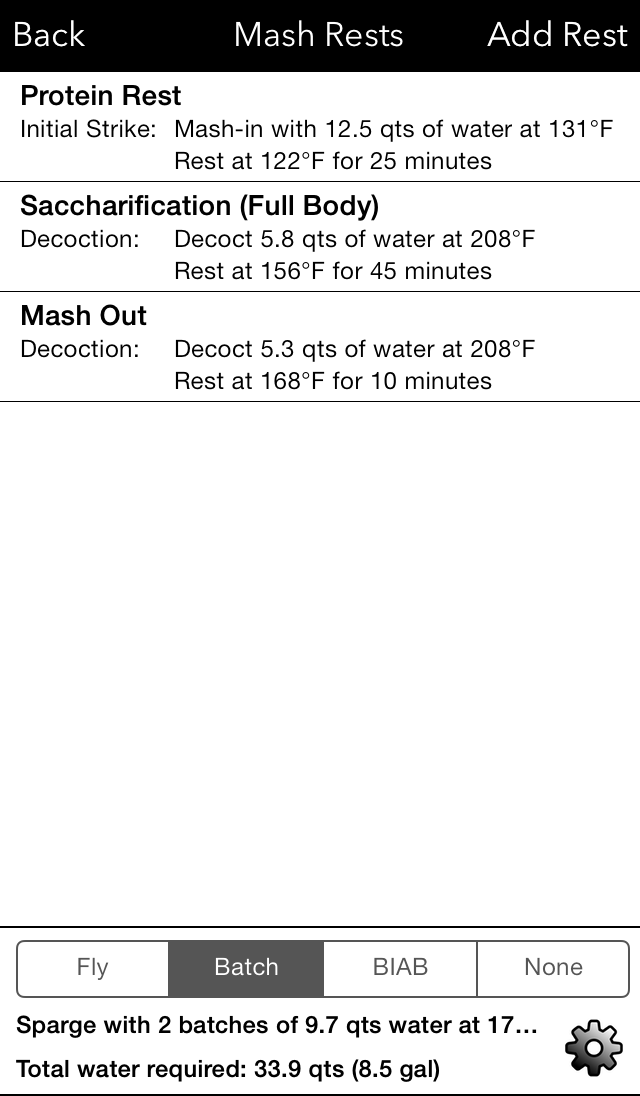 Back Mash Rests Add Rest
Protein Rest
Initial Strike: Mash-in with 12.5 qts of water at 131°F
Rest at 122°F for 25 minutes
Saccharification (Full Body)
Decoction: Decoct 5.8 qts of water at 208°F
Rest at 156°F for 45 minutes
Mash Out
Decoction: Decoct 5.3 qts of water at 208°F
Rest at 168°F for 10 minutes
Fly Batch BIAB None
Sparge with 2 batches of 9.7 qts water at 17...
Total water required: 33.9 qts (8.5 gal)